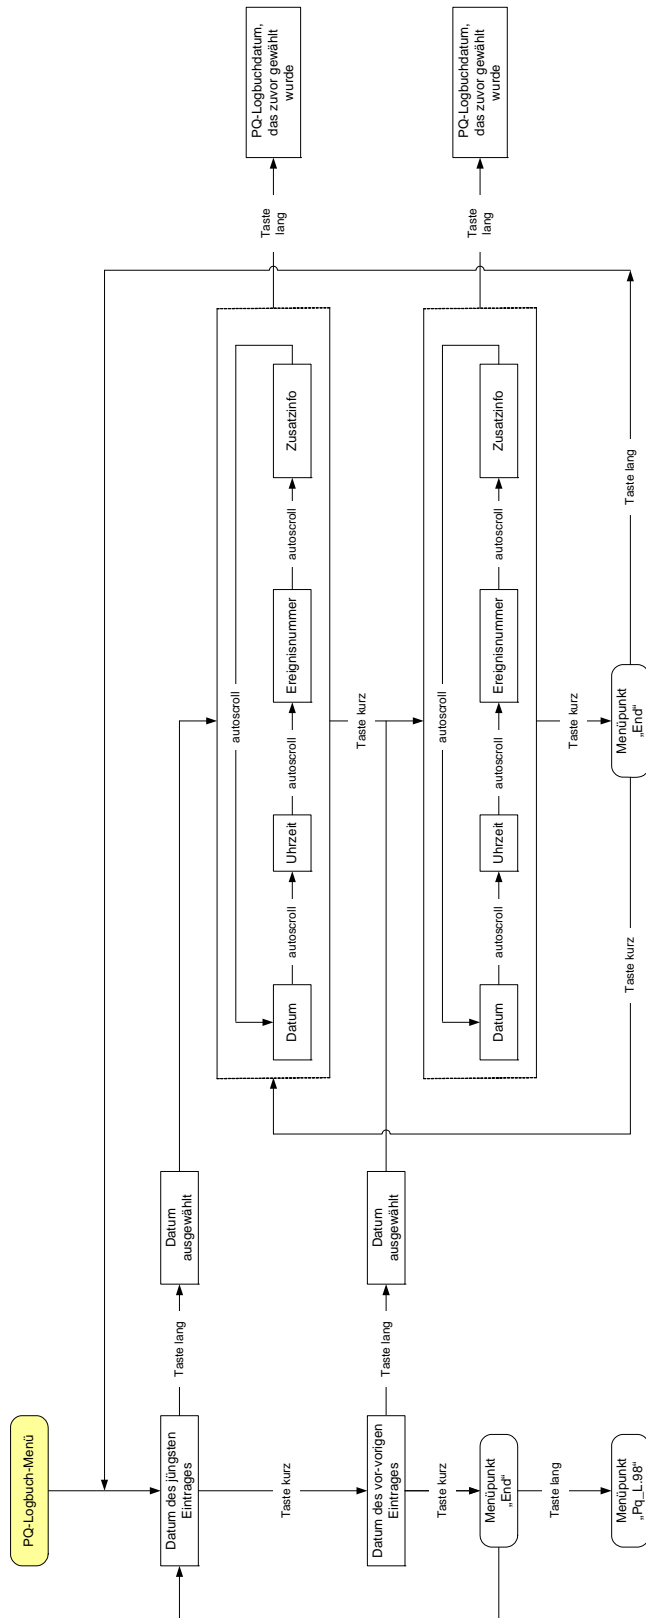 PQ-Logbuch-Menü
Datum des jüngsten
Eintrages
Taste lang
Datum
ausgewählt
Taste kurz
Datum des vor-vorigen
Eintrages
Taste lang
Datum
ausgewählt
Taste kurz
Menüpunkt
„End“
Taste lang
Menüpunkt
„Pq_L.98“
autoscroll
Datum
autoscroll
Uhrzeit
autoscroll
Ereignisnummer
autoscroll
Zusatzinfo
Taste
lang
PQ-Logbuchdatum,
das zuvor gewählt
wurde
Taste kurz
autoscroll
Datum
autoscroll
Uhrzeit
autoscroll
Ereignisnummer
autoscroll
Zusatzinfo
Taste
lang
PQ-Logbuchdatum,
das zuvor gewählt
wurde
Taste kurz
Taste kurz
Menüpunkt
„End“
Taste lang